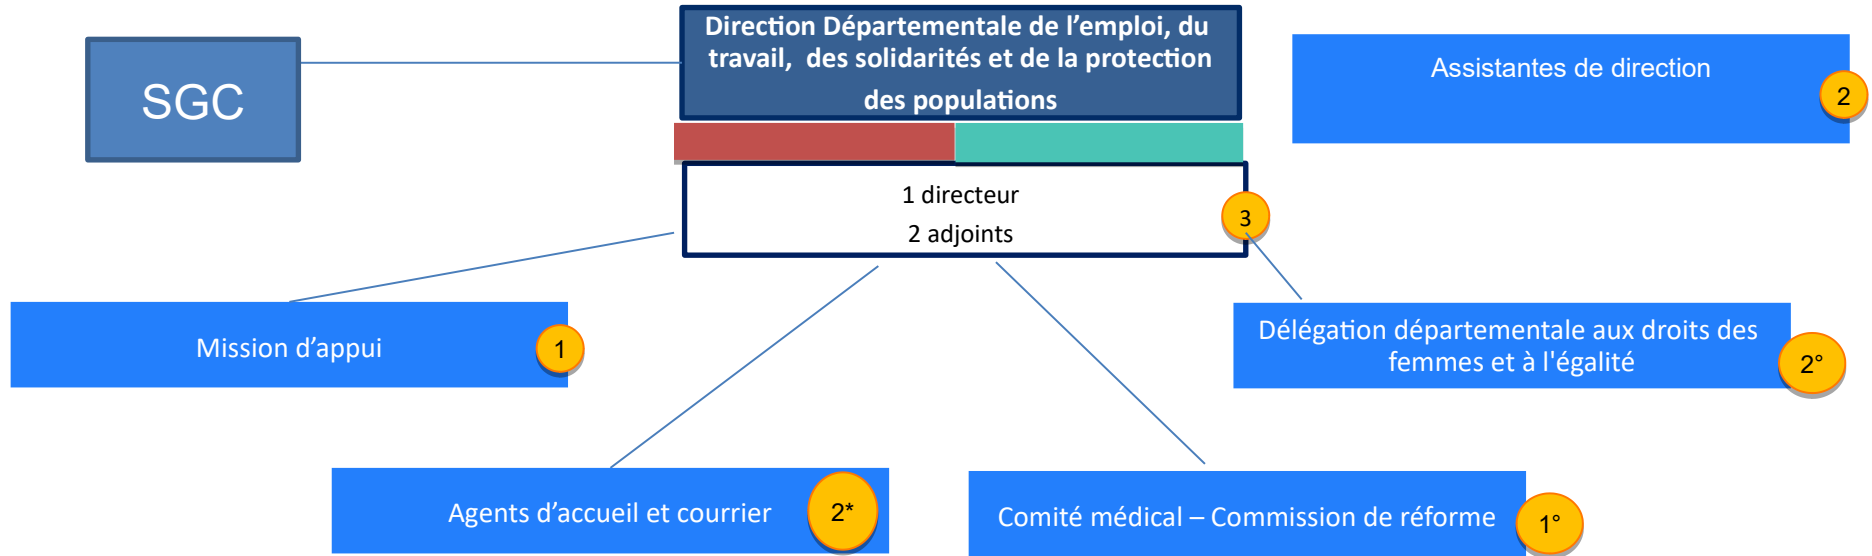 SGC
Direction Départementale de l’emploi, du
travail, des solidarités et de la protection
des populations
Assistantes de direction
2
1 directeur
2 adjoints
3
Mission d’appui
1
Délégation départementale aux droits des
femmes et à l'égalité
2°
Agents d’accueil et courrier
2*
Comité médical – Commission de réforme
1°